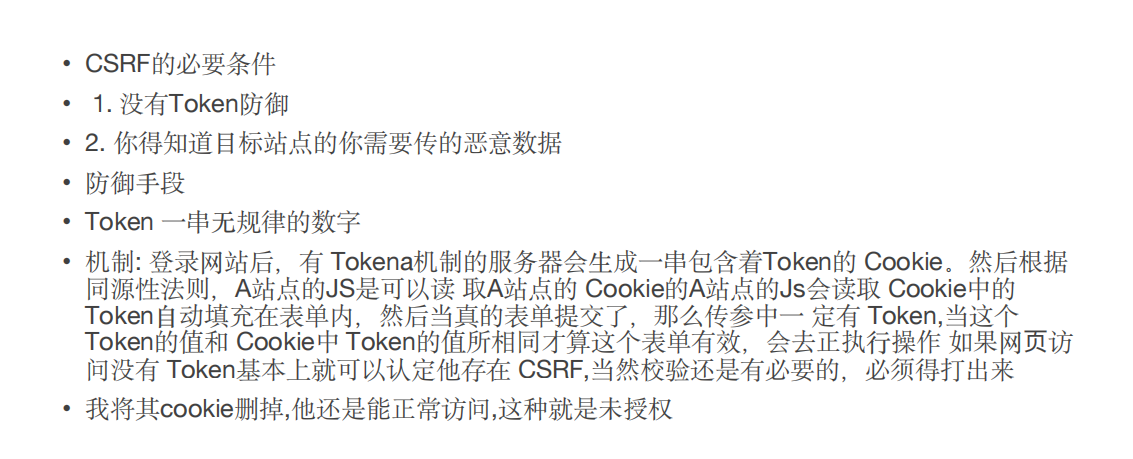 • CSRF的必要条件
• 1. 没有Token防御
• 2. 你得知道目标站点的你需要传的恶意数据
• 防御手段
• Token 一串无规律的数字
• 机制: 登录网站后，有 Tokena机制的服务器会生成一串包含着Token的 Cookie。然后根据
同源性法则，A站点的JS是可以读 取A站点的 Cookie的A站点的Js会读取 Cookie中的
Token自动填充在表单内，然后当真的表单提交了，那么传参中一 定有 Token,当这个
Token的值和 Cookie中 Token的值所相同才算这个表单有效，会去正执行操作 如果网页访
问没有 Token基本上就可以认定他存在 CSRF,当然校验还是有必要的，必须得打出来
• 我将其cookie删掉,他还是能正常访问,这种就是未授权